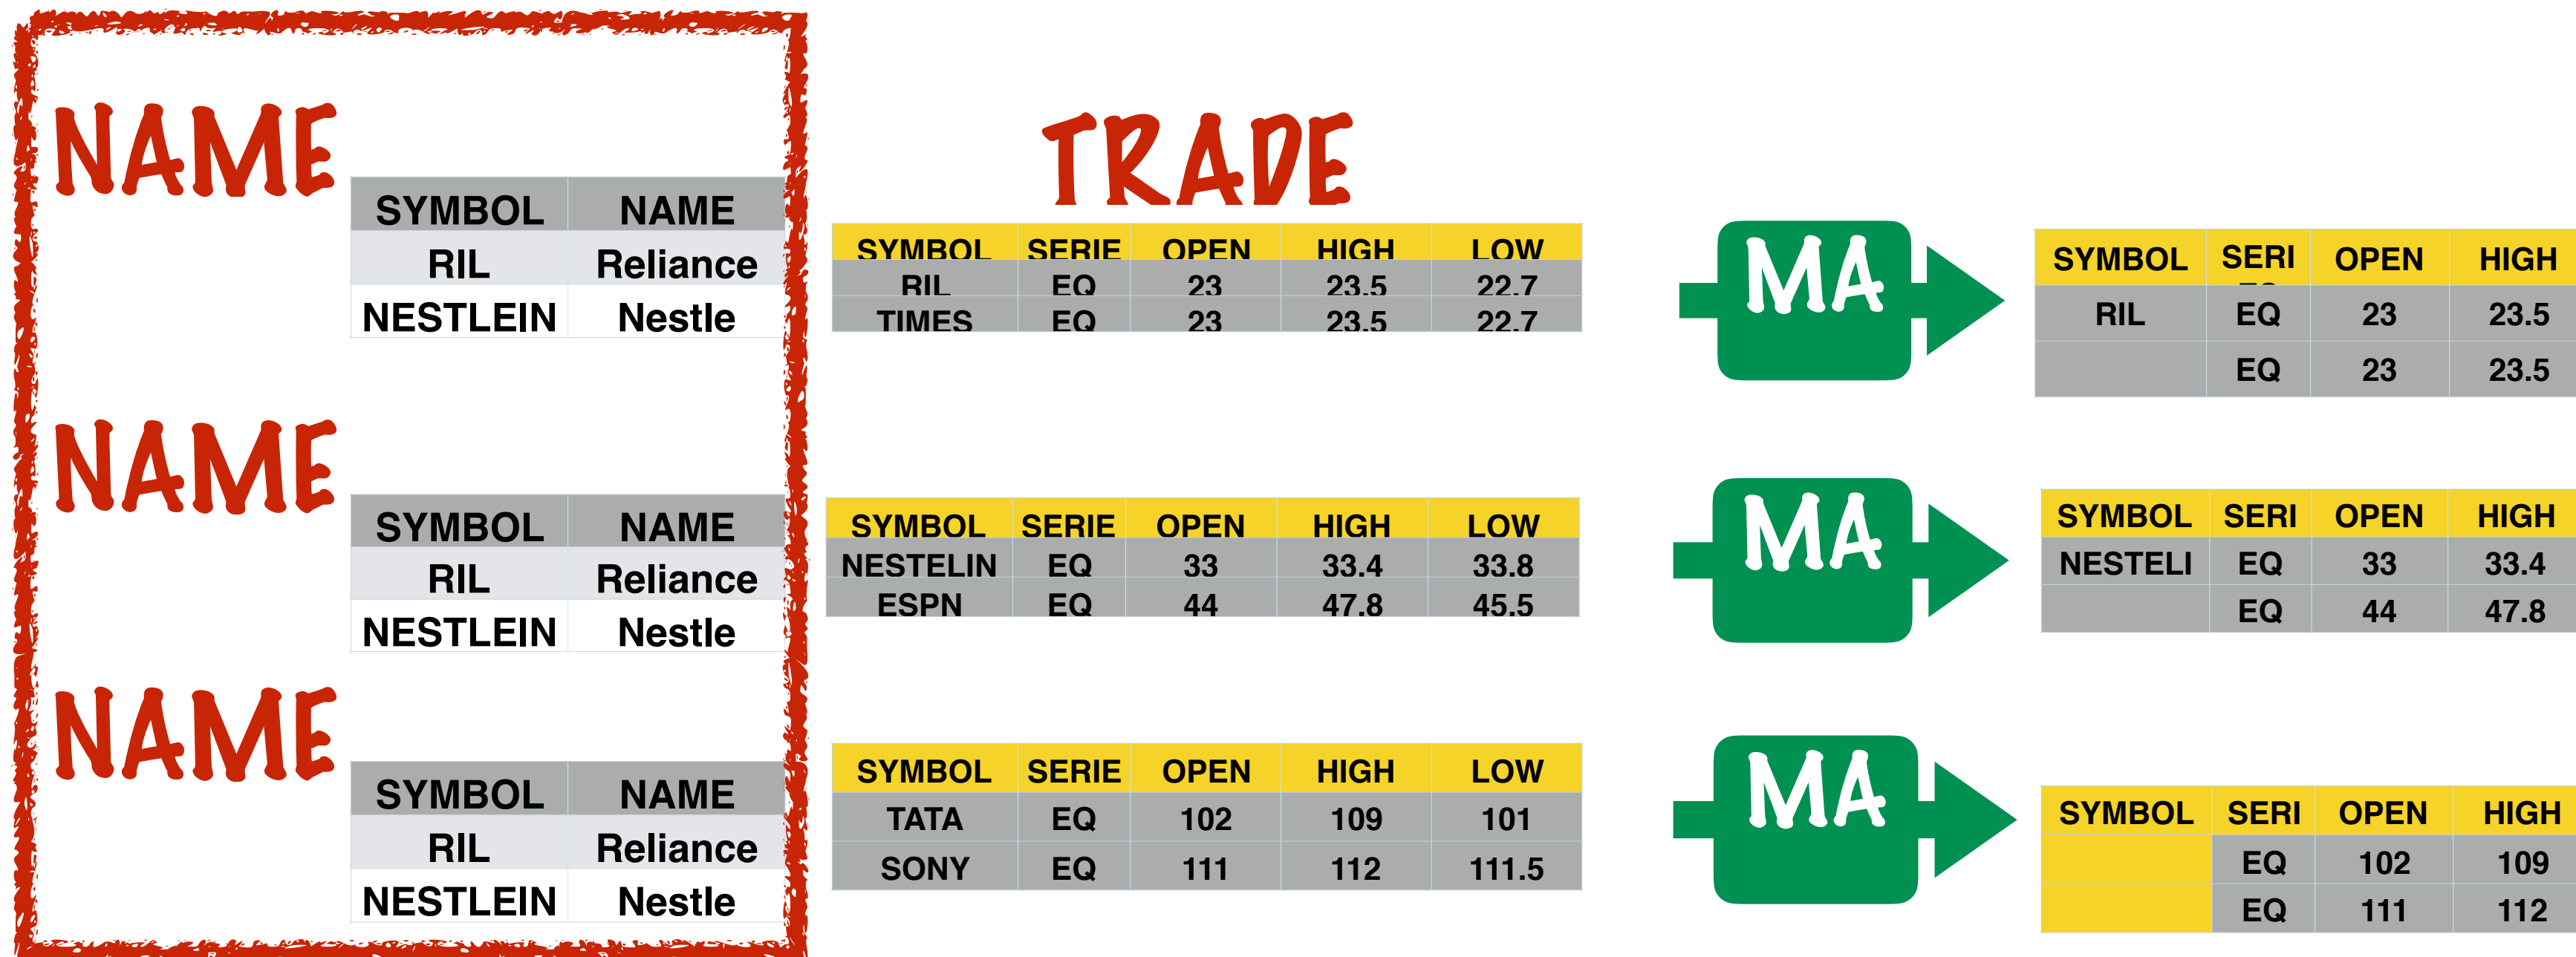 NAME
SYMBOL NAME
RIL Reliance
NESTLEIN Nestle
TRADE
SYMBOL SERIE OPEN HIGH LOW
RIL EQ 23 23.5 22.7
TIMES EQ 23 23.5 22.7
MA
SYMBOL SERI OPEN HIGH
RIL EQ 23 23.5
EQ 23 23.5
NAME
SYMBOL NAME
RIL Reliance
NESTLEIN Nestle
SYMBOL SERIE OPEN HIGH LOW
NESTELIN EQ 33 33.4 33.8
ESPN EQ 44 47.8 45.5
MA
SYMBOL SERI OPEN HIGH
NESTELI EQ 33 33.4
EQ 44 47.8
NAME
SYMBOL NAME
RIL Reliance
NESTLEIN Nestle
SYMBOL SERIE OPEN HIGH LOW
TATA EQ 102 109 101
SONY EQ 111 112 111.5
MA
SYMBOL SERI OPEN HIGH
EQ 102 109
EQ 111 112